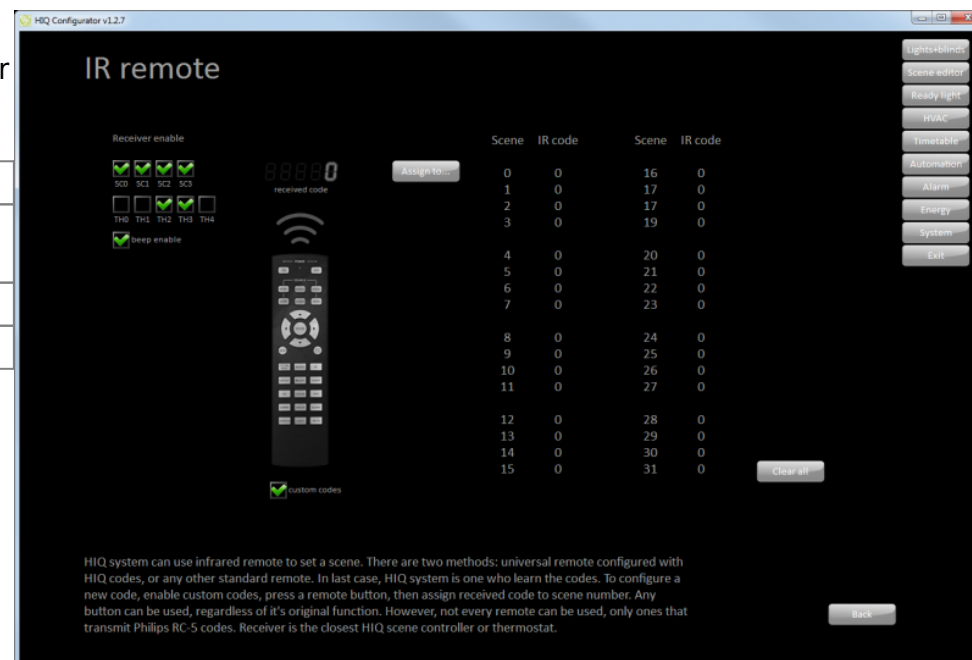 HIQ Configurator v1.2.7
r
IR remote
Lights+blinds
Scene editor
Ready light
HVAC
Timetable
Automation
Alarm
Energy
System
Exit
Receiver enable
SC0 SC1 SC2 SC3
TH0 TH1 TH2 TH3 TH4
beep enable
0
received code
Assign to...
custom codes
Scene IR code Scene IR code
0 0 16 0
1 0 17 0
2 0 17 0
3 0 19 0
4 0 20 0
5 0 21 0
6 0 22 0
7 0 23 0
8 0 24 0
9 0 25 0
10 0 26 0
11 0 27 0
12 0 28 0
13 0 29 0
14 0 30 0
15 0 31 0
Clear all
HIQ system can use infrared remote to set a scene. There are two methods: universal remote configured with
HIQ codes, or any other standard remote. In last case, HIQ system is one who learn the codes. To configure a
new code, enable custom codes, press a remote button, then assign received code to scene number. Any
button can be used, regardless of it's original function. However, not every remote can be used, only ones that
transmit Philips RC-5 codes. Receiver is the closest HIQ scene controller or thermostat.
Back